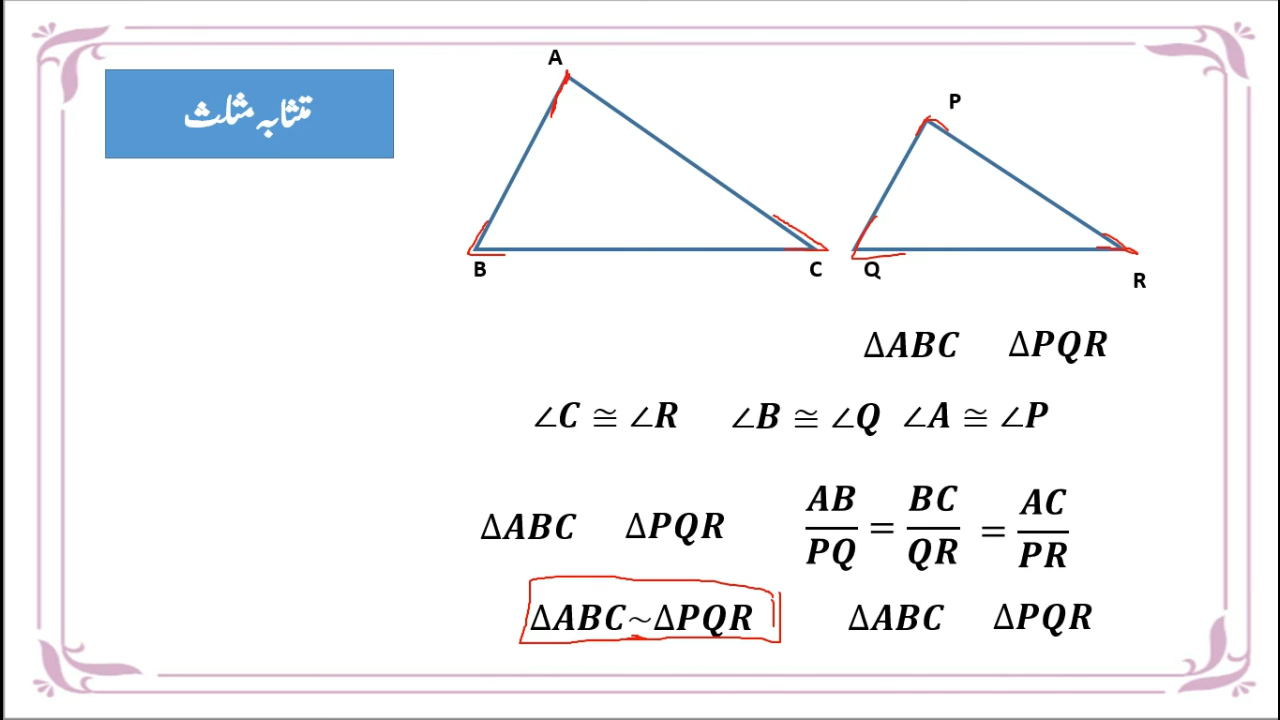 متشابہ مثلث
A
P
B
C
Q
R
ΔABC ΔPQR
∠C ≅ ∠R ∠B ≅ ∠Q ∠A ≅ ∠P
ΔABC ΔPQR AB/PQ = BC/QR = AC/PR
ΔABC~ΔPQR ΔABC ΔPQR